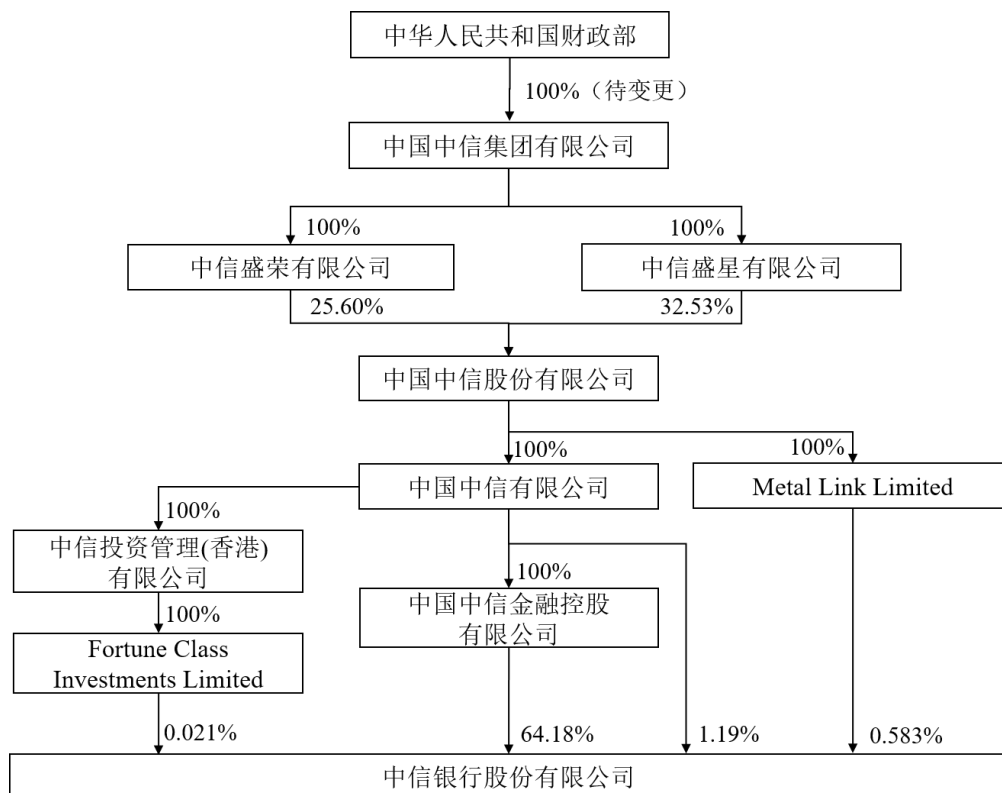 中华人民共和国财政部
100%（待变更）
中国中信集团有限公司
100%
100%
中信盛荣有限公司
中信盛星有限公司
25.60%
32.53%
中国中信股份有限公司
100%
100%
中国中信有限公司
Metal Link Limited
100%
中信投资管理(香港)
有限公司
100%
中国中信金融控股
有限公司
100%
Fortune Class
Investments Limited
0.021%
64.18%
1.19%
0.583%
中信银行股份有限公司